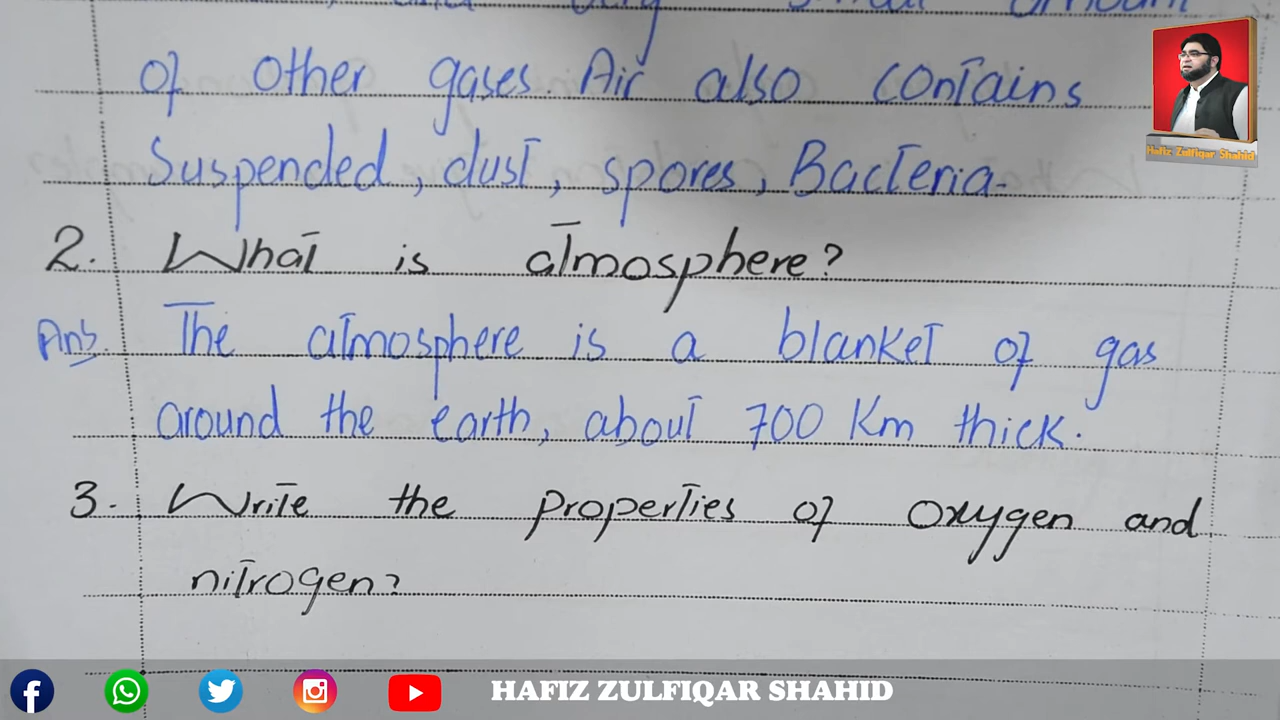 of other gases. Air also contains
Suspended, dust, spores, Bacteria.
2. What is atmosphere?
Ans. The atmosphere is a blanket of gas
around the earth, about 700 Km thick.
3. Write the properties of oxygen and
nitrogen?
Hafiz Zulfiqar Shahid
HAFIZ ZULFIQAR SHAHID